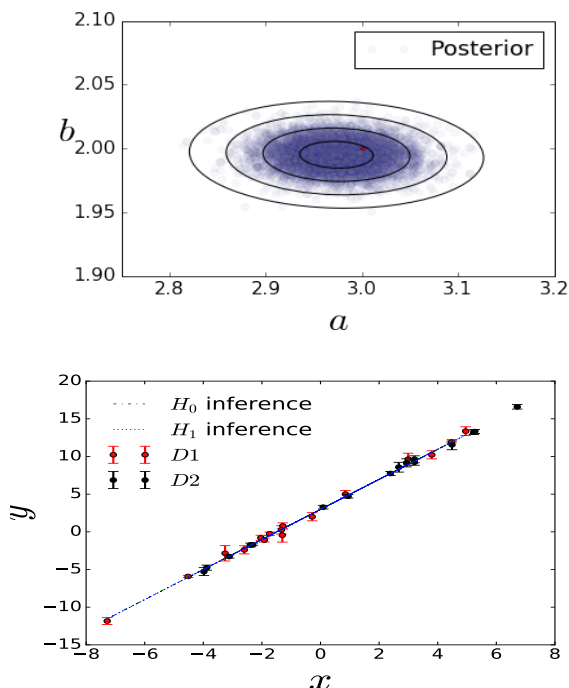 2.10
Posterior
2.05
b
2.00
1.95
1.90
2.8 2.9 3.0 3.1 3.2
a
20
H₀ inference
15
H₁ inference
10
D1
5
D2
y
0
−5
−10
−15
−8 −6 −4 −2 0 2 4 6 8
x